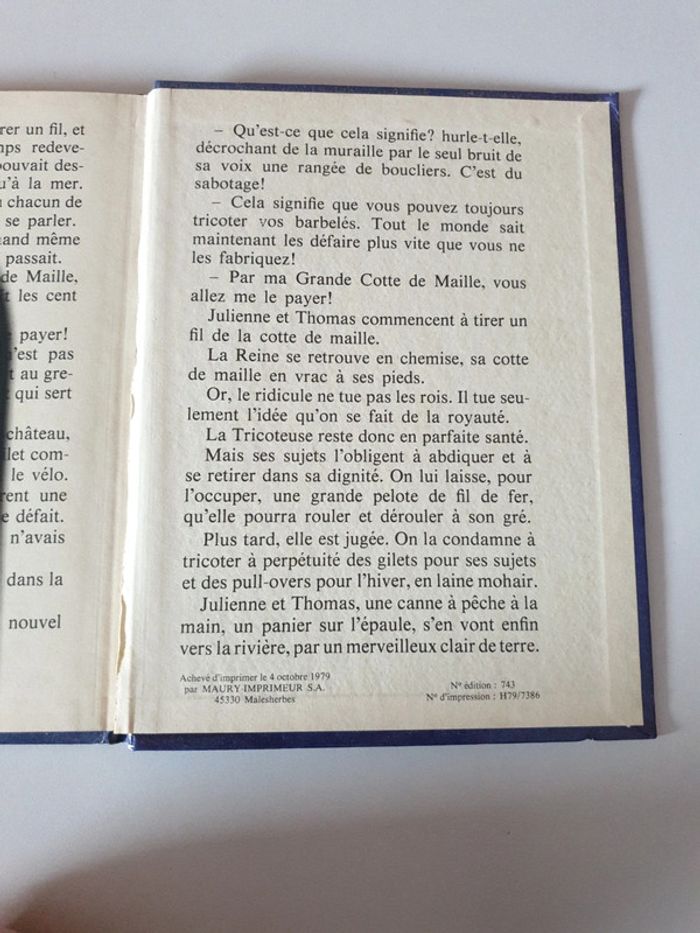 rer un fil, et
mps redeve-
pouvait des-
u'à la mer.
chacun de
se parler.
and même
passait.
de Maille,
t les cent
payer!
n'est pas
t au gre-
qui sert
château,
let com-
le vélo.
rent une
e défait.
n'avais
dans la
nouvel
– Qu'est-ce que cela signifie? hurle-t-elle,
décrochant de la muraille par le seul bruit de
sa voix une rangée de boucliers. C'est du
sabotage!
– Cela signifie que vous pouvez toujours
tricoter vos barbelés. Tout le monde sait
maintenant les défaire plus vite que vous ne
les fabriquez!
– Par ma Grande Cotte de Maille, vous
allez me le payer!
Julienne et Thomas commencent à tirer un
fil de la cotte de maille.
La Reine se retrouve en chemise, sa cotte
de maille en vrac à ses pieds.
Or, le ridicule ne tue pas les rois. Il tue seu-
lement l'idée qu'on se fait de la royauté.
La Tricoteuse reste donc en parfaite santé.
Mais ses sujets l'obligent à abdiquer et à
se retirer dans sa dignité. On lui laisse, pour
l'occuper, une grande pelote de fil de fer,
qu'elle pourra rouler et dérouler à son gré.
Plus tard, elle est jugée. On la condamne à
tricoter à perpétuité des gilets pour ses sujets
et des pull-overs pour l'hiver, en laine mohair.
Julienne et Thomas, une canne à pêche à la
main, un panier sur l'épaule, s'en vont enfin
vers la rivière, par un merveilleux clair de terre.
Achevé d'imprimer le 4 octobre 1979
par MAURY-IMPRIMEUR S.A.
45330 Malesherbes
N° édition : 743
N° d'impression : H79/7386